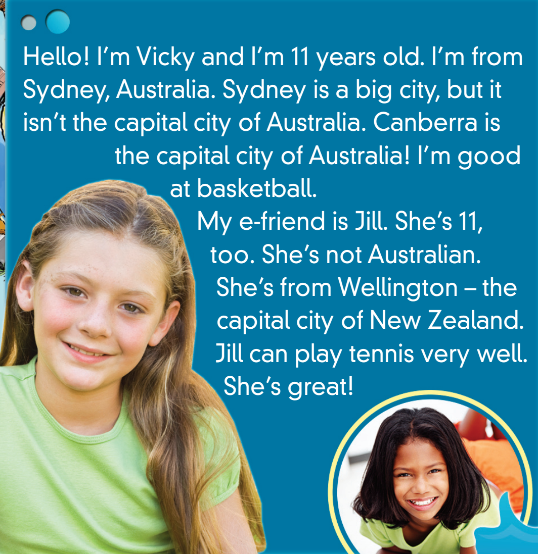 Hello! I'm Vicky and I'm 11 years old. I'm from
Sydney, Australia. Sydney is a big city, but it
isn't the capital city of Australia. Canberra is
the capital city of Australia! I'm good
at basketball.
My e-friend is Jill. She's 11,
too. She's not Australian.
She's from Wellington – the
capital city of New Zealand.
Jill can play tennis very well.
She's great!